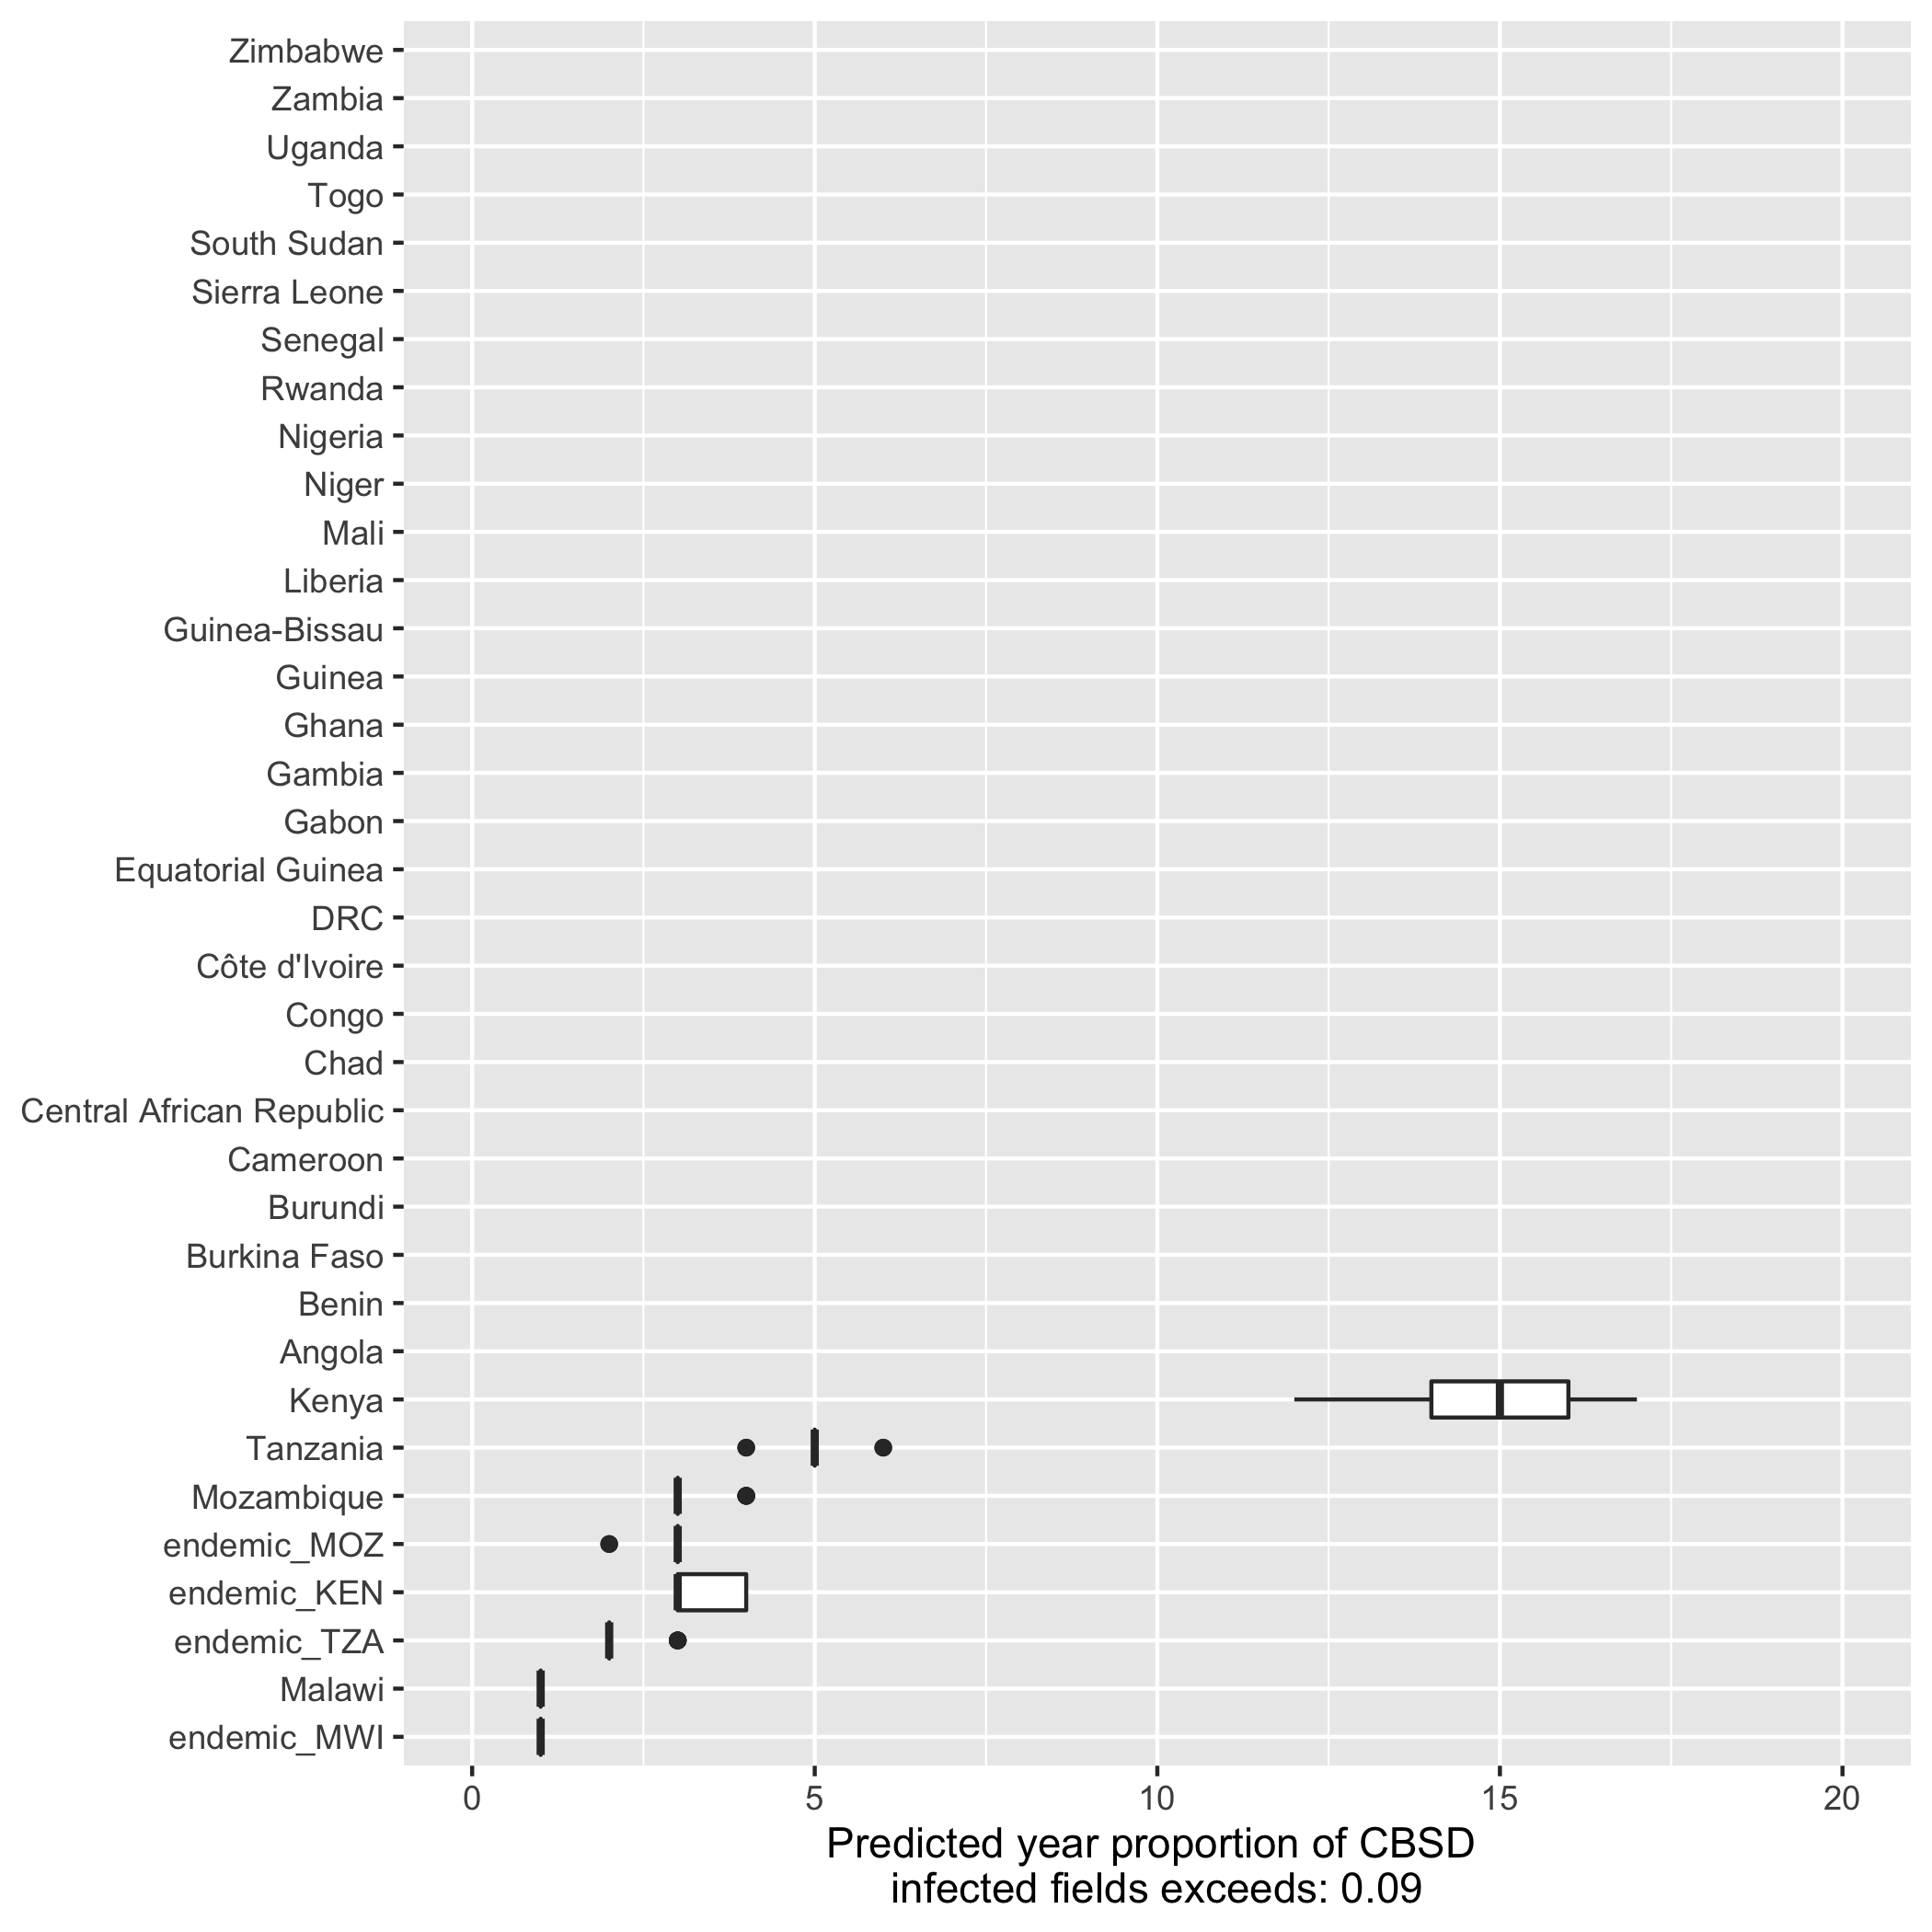 Zimbabwe
Zambia
Uganda
Togo
South Sudan
Sierra Leone
Senegal
Rwanda
Nigeria
Niger
Mali
Liberia
Guinea-Bissau
Guinea
Ghana
Gambia
Gabon
Equatorial Guinea
DRC
Côte d'Ivoire
Congo
Chad
Central African Republic
Cameroon
Burundi
Burkina Faso
Benin
Angola
Kenya
Tanzania
Mozambique
endemic_MOZ
endemic_KEN
endemic_TZA
Malawi
endemic_MWI
0 5 10 15 20
Predicted year proportion of CBSD
infected fields exceeds: 0.09